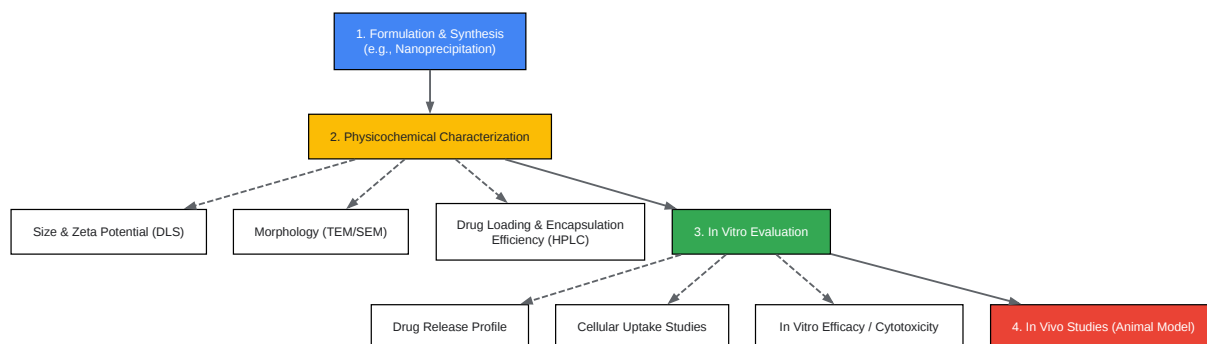 1. Formulation & Synthesis
(e.g., Nanoprecipitation)
2. Physicochemical Characterization
Size & Zeta Potential (DLS)
Morphology (TEM/SEM)
Drug Loading & Encapsulation
Efficiency (HPLC)
3. In Vitro Evaluation
Drug Release Profile
Cellular Uptake Studies
In Vitro Efficacy / Cytotoxicity
4. In Vivo Studies (Animal Model)